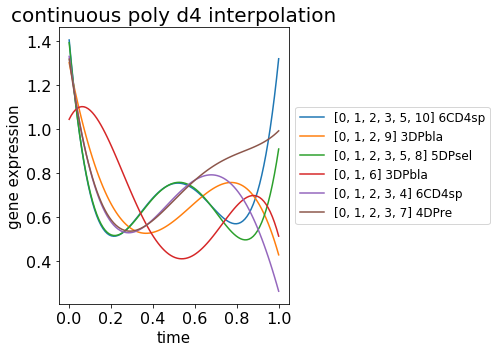 continuous poly d4 interpolation
gene expression
1.4
1.2
1.0
0.8
0.6
0.4
0.0 0.2 0.4 0.6 0.8 1.0
time
[0, 1, 2, 3, 5, 10] 6CD4sp
[0, 1, 2, 9] 3DPbla
[0, 1, 2, 3, 5, 8] 5DPsel
[0, 1, 6] 3DPbla
[0, 1, 2, 3, 4] 6CD4sp
[0, 1, 2, 3, 7] 4DPre